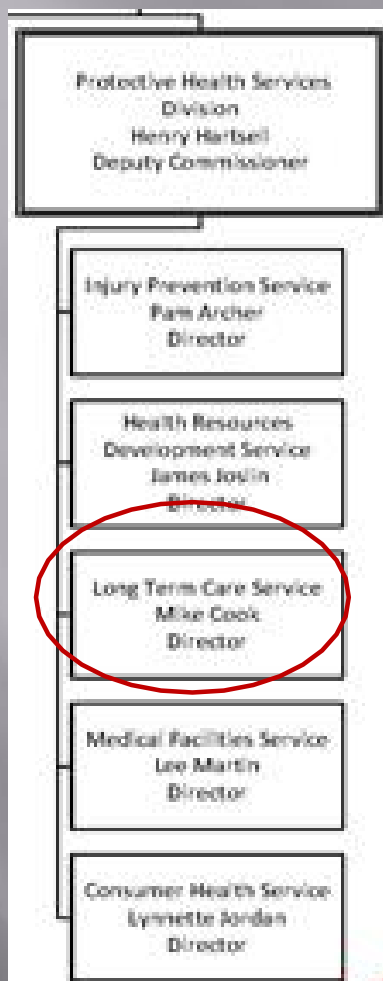 Protective Health Services
Division
Henry Hartsell
Deputy Commissioner
Injury Prevention Service
Pam Archer
Director
Health Resources
Development Service
James Joslin
Director
Long Term Care Service
Mike Cook
Director
Medical Facilities Service
Lee Martin
Director
Consumer Health Service
Lynnette Jordan
Director